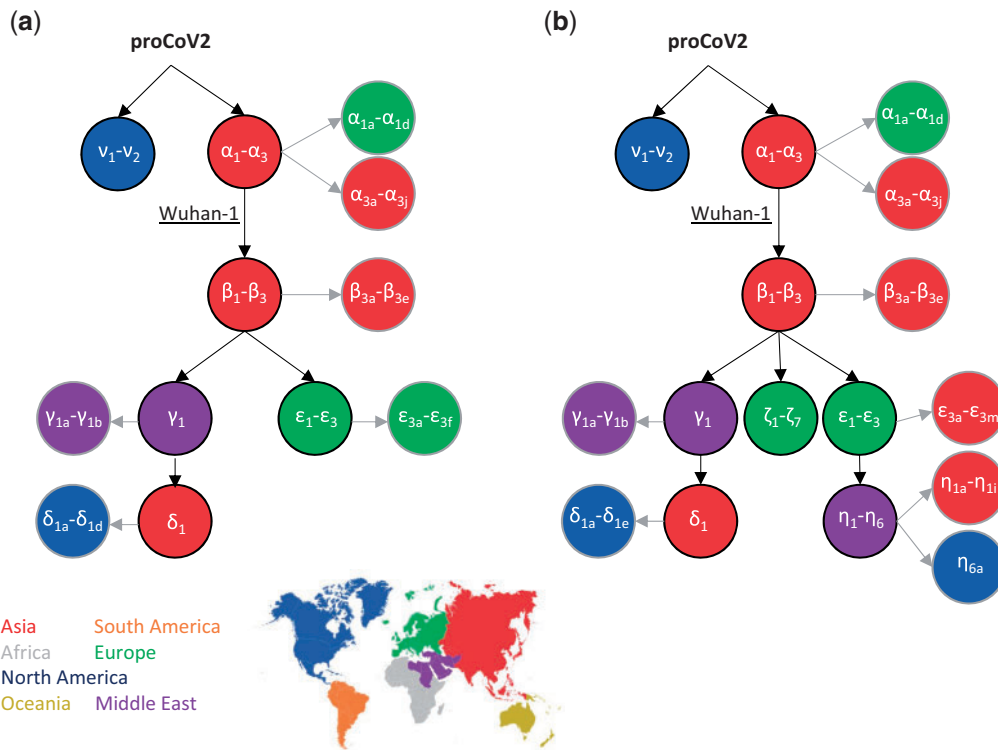 (a)
proCoV2
ν₁-ν₂
α₁-α₃
α₁ₐ-α₁d
α₃ₐ-α₃j
Wuhan-1
β₁-β₃
β₃ₐ-β₃ₑ
γ₁ₐ-γ₁b
γ₁
ε₁-ε₃
ε₃ₐ-ε₃f
δ₁ₐ-δ₁d
δ₁
(b)
proCoV2
ν₁-ν₂
α₁-α₃
α₁ₐ-α₁d
α₃ₐ-α₃j
Wuhan-1
β₁-β₃
β₃ₐ-β₃ₑ
γ₁ₐ-γ₁b
γ₁
ζ₁-ζ₇
ε₁-ε₃
ε₃ₐ-ε₃m
δ₁ₐ-δ₁ₑ
δ₁
η₁-η₆
η₁ₐ-η₁i
η₆ₐ
Asia South America
Africa Europe
North America
Oceania Middle East